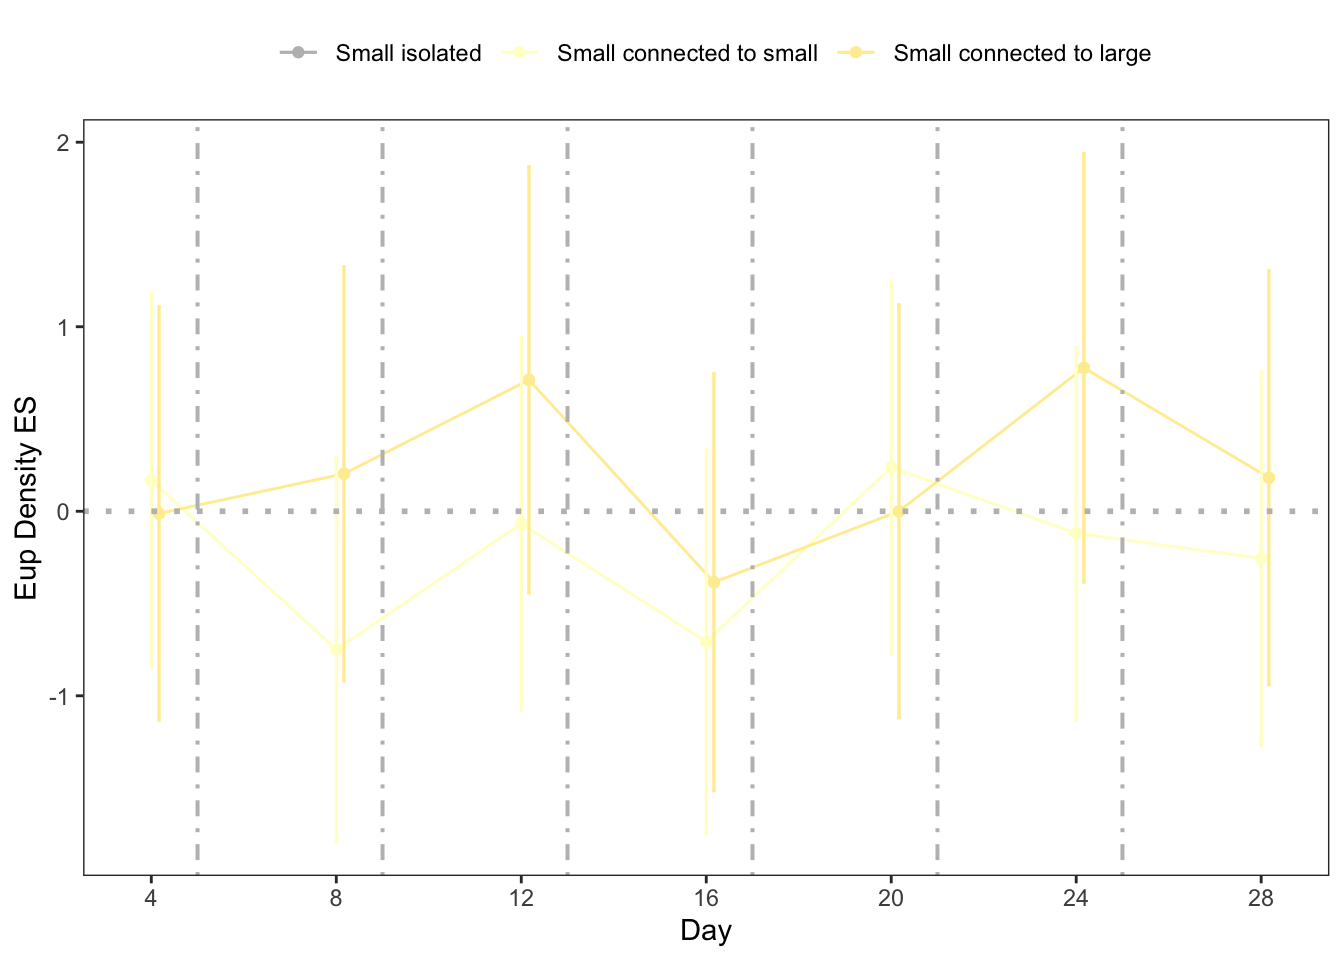 Small isolated Small connected to small Small connected to large
2
1
0
-1
Eup Density ES
4 8 12 16 20 24 28
Day